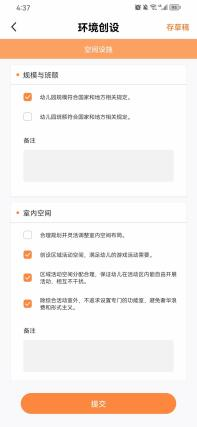 4:37
环境创设
存草稿
空间设施
规模与班额
幼儿园规模符合国家和地方相关规定。
幼儿园班额符合国家和地方相关规定。
备注
室内空间
合理规划并灵活调整室内空间布局。
创设区域活动空间，满足幼儿的游戏活动需要。
区域活动空间分配合理，保证幼儿在活动区内能自由开展
活动，相互不干扰。
除综合活动室外，不追求设置专门的功能室，避免奢华浪
费和形式主义。
备注
提交